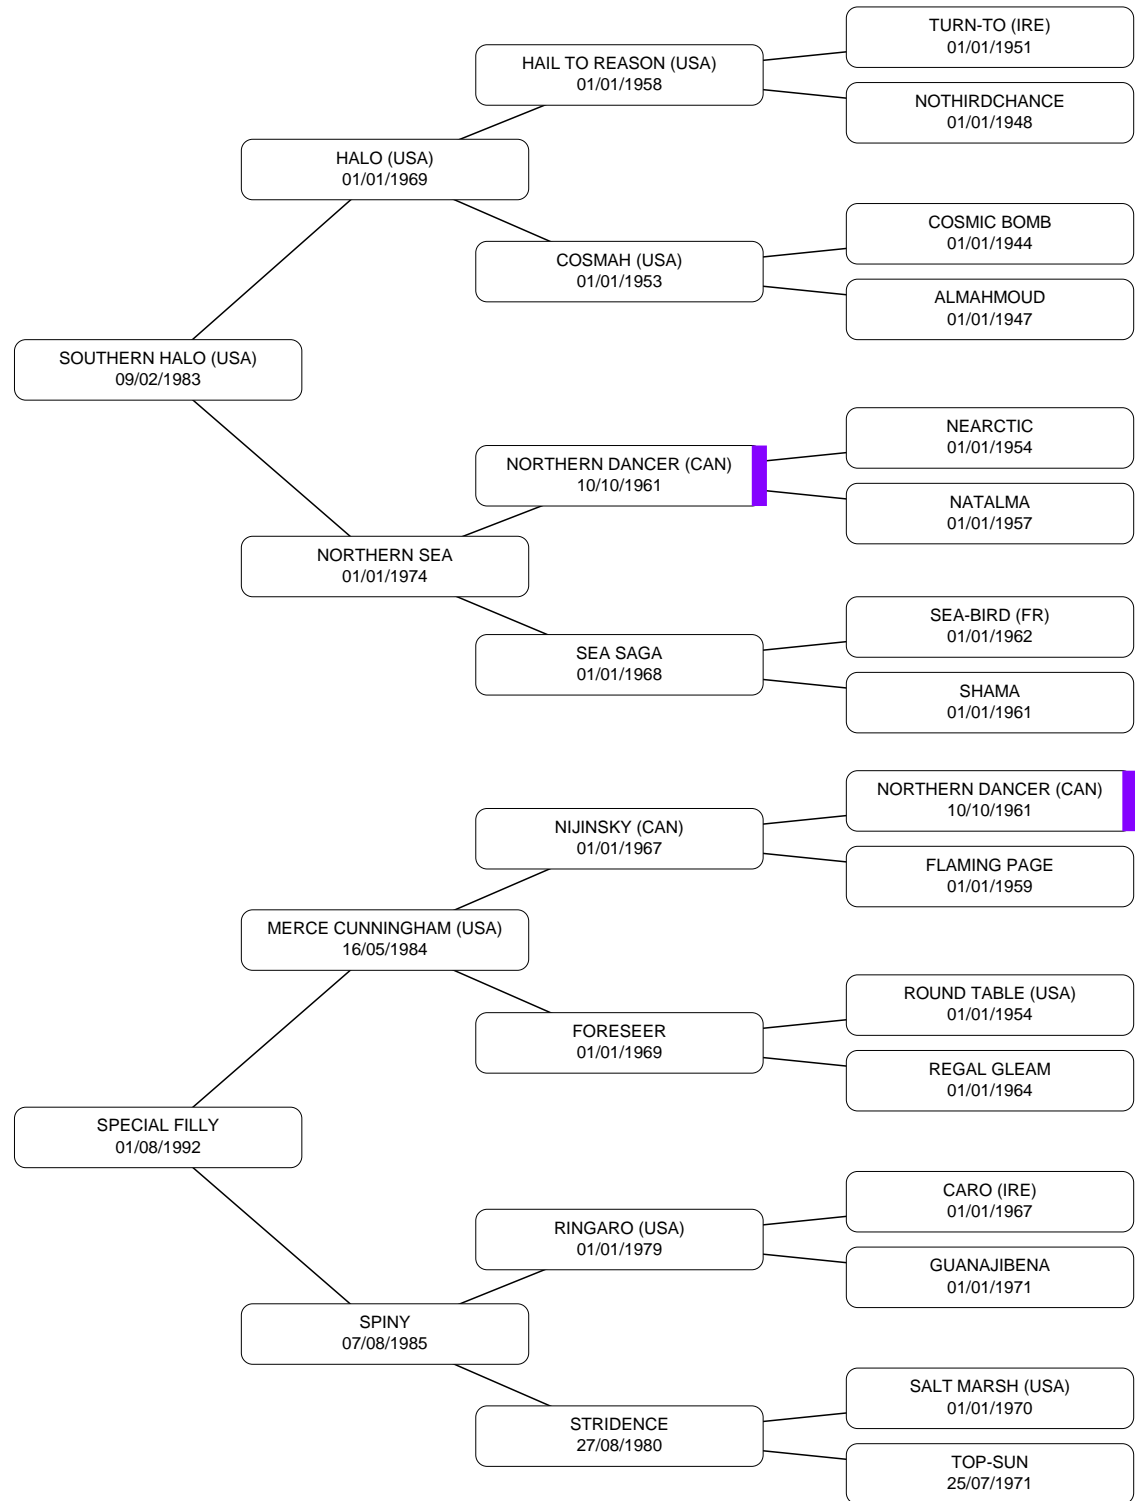 TURN-TO (IRE)
01/01/1951
HAIL TO REASON (USA)
01/01/1958
NOTHIRDCHANCE
01/01/1948
HALO (USA)
01/01/1969
COSMIC BOMB
01/01/1944
COSMAH (USA)
01/01/1953
ALMAHMOUD
01/01/1947
SOUTHERN HALO (USA)
09/02/1983
NEARCTIC
01/01/1954
NORTHERN DANCER (CAN)
10/10/1961
NATALMA
01/01/1957
NORTHERN SEA
01/01/1974
SEA-BIRD (FR)
01/01/1962
SEA SAGA
01/01/1968
SHAMA
01/01/1961
NORTHERN DANCER (CAN)
10/10/1961
NIJINSKY (CAN)
01/01/1967
FLAMING PAGE
01/01/1959
MERCE CUNNINGHAM (USA)
16/05/1984
ROUND TABLE (USA)
01/01/1954
FORESEER
01/01/1969
REGAL GLEAM
01/01/1964
SPECIAL FILLY
01/08/1992
CARO (IRE)
01/01/1967
RINGARO (USA)
01/01/1979
GUANAJIBENA
01/01/1971
SPINY
07/08/1985
SALT MARSH (USA)
01/01/1970
STRIDENCE
27/08/1980
TOP-SUN
25/07/1971